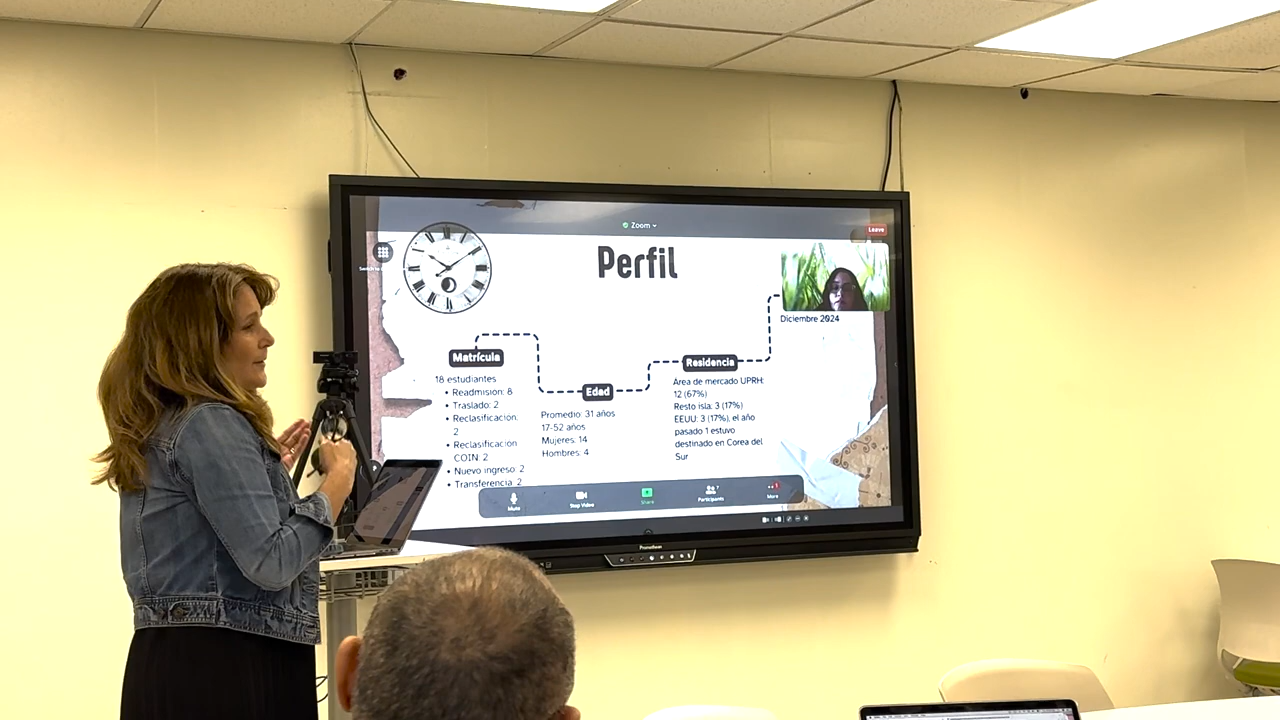 Zoom
Leave
Perfil
Diciembre 2024
Matrícula
18 estudiantes
• Readmision: 8
• Traslado: 2
• Reclasificacion:
2
• Reclasificacion
COIN: 2
• Nuevo ingreso: 2
• Transferencia: 2
Edad
Promedio: 31 años
17-52 años
Mujeres: 14
Hombres: 4
Residencia
Área de mercado UPRH:
12 (67%)
Resto isla: 3 (17%)
EEUU: 3 (17%), el año
pasado 1 estuvo
destinado en Corea del
Sur
Mute
Stop Video
Share
Participants
7
More
Promethean